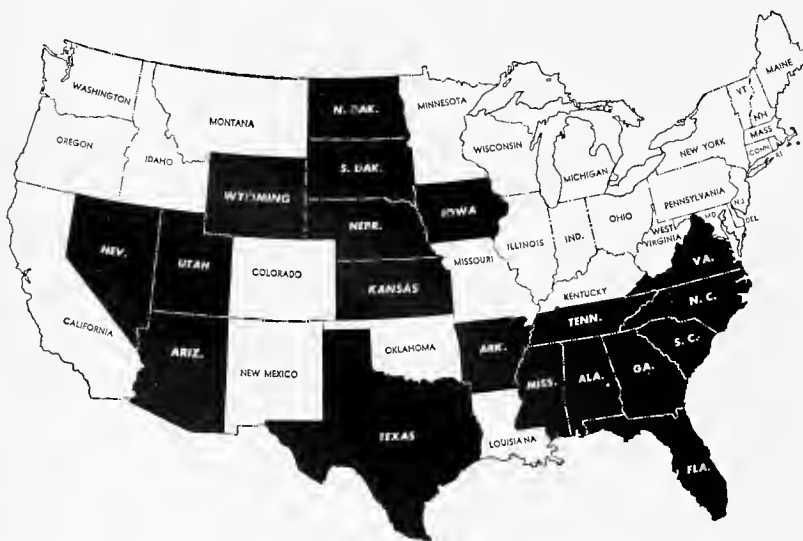 WASHINGTON
MONTANA
N. DAK.
MINNESOTA
MAINE
VT
NH
MASS
CONN
RI
OREGON
IDAHO
WYOMING
S. DAK.
WISCONSIN
MICHIGAN
NEW YORK
NEV.
UTAH
COLORADO
NEBR.
IOWA
ILLINOIS
IND.
OHIO
PENNSYLVANIA
N.J.
MD.
DEL
WEST
VIRGINIA
VA.
CALIFORNIA
KANSAS
MISSOURI
KENTUCKY
ARIZ.
NEW MEXICO
OKLAHOMA
ARK.
TENN.
N. C.
S. C.
TEXAS
LOUISIANA
MISS.
ALA.
GA.
FLA.